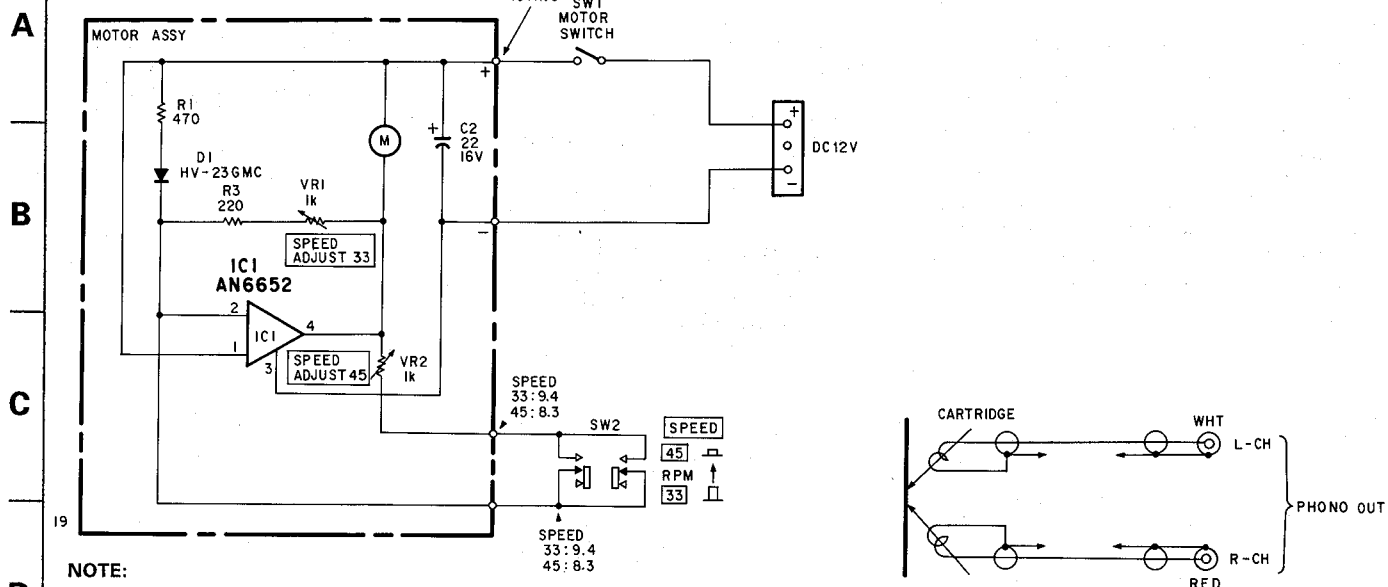 A
MOTOR ASSY
SW1
MOTOR
SWITCH
+
R1
470
M
+
C2
22
16V
+
DC12V
−
D1
HV-23GMC
R3
220
VR1
1k
B
−
SPEED
ADJUST 33
IC1
AN6652
2
IC1
4
1
3
SPEED
ADJUST 45
VR2
1k
C
SPEED
33:9.4
45:8.3
SW2
SPEED
45
RPM
33
CARTRIDGE
WHT
L-CH
PHONO OUT
R-CH
RED
19
SPEED
33:9.4
45:8.3
NOTE: